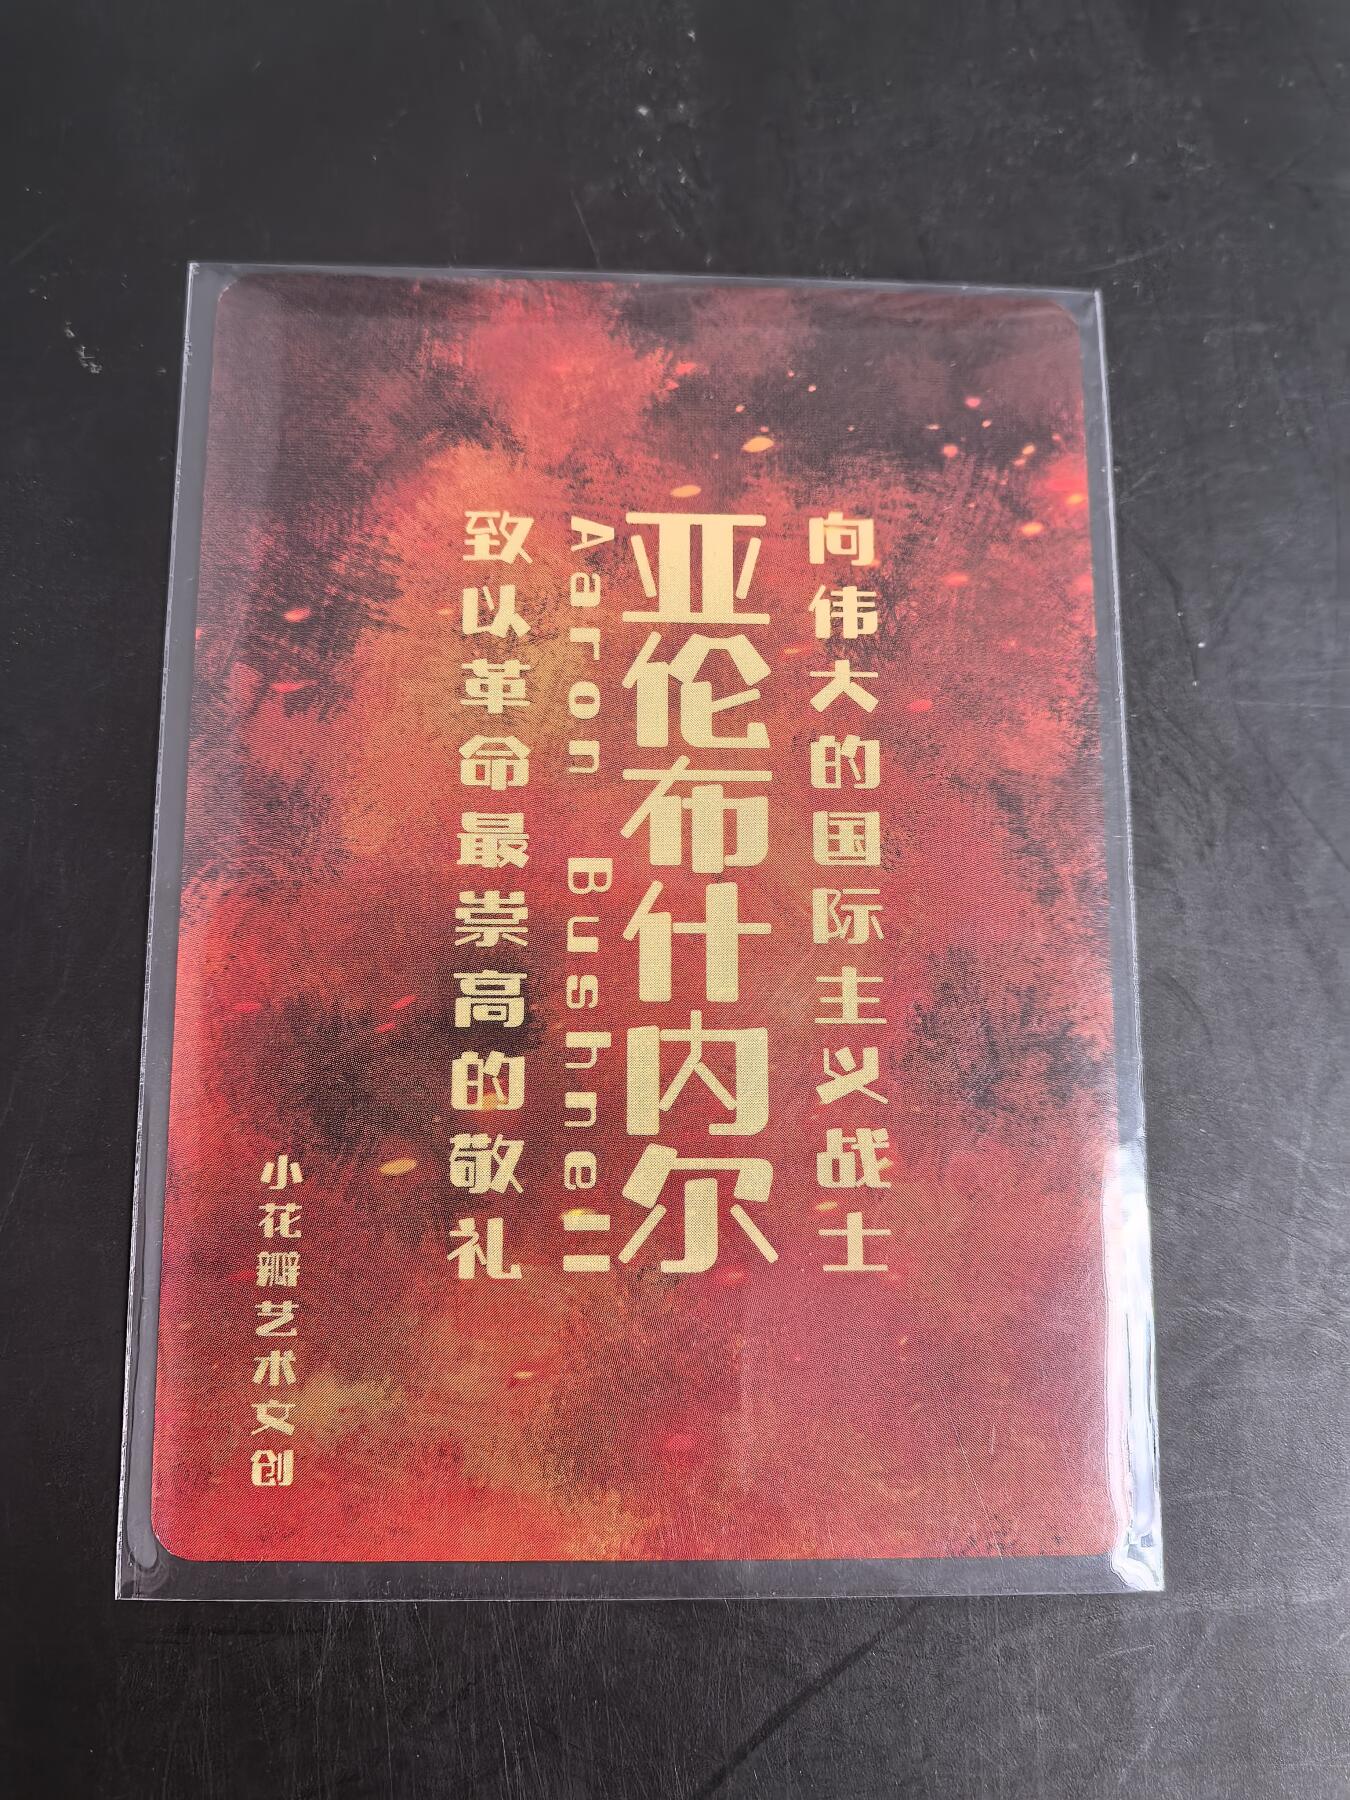 向伟大的国际主义战士
亚伦布什内尔
Aaron Bushnell
致以革命最崇高的敬礼
小花瓣艺术文创